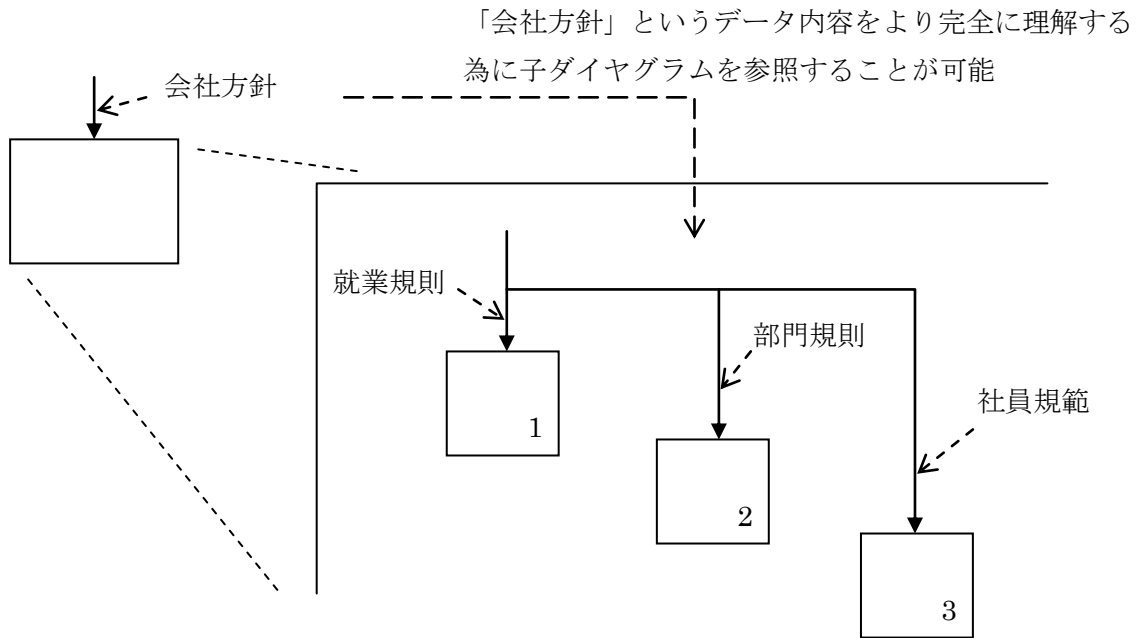 「会社方針」というデータ内容をより完全に理解する
為に子ダイヤグラムを参照することが可能
会社方針
就業規則
部門規則
社員規範
1
2
3